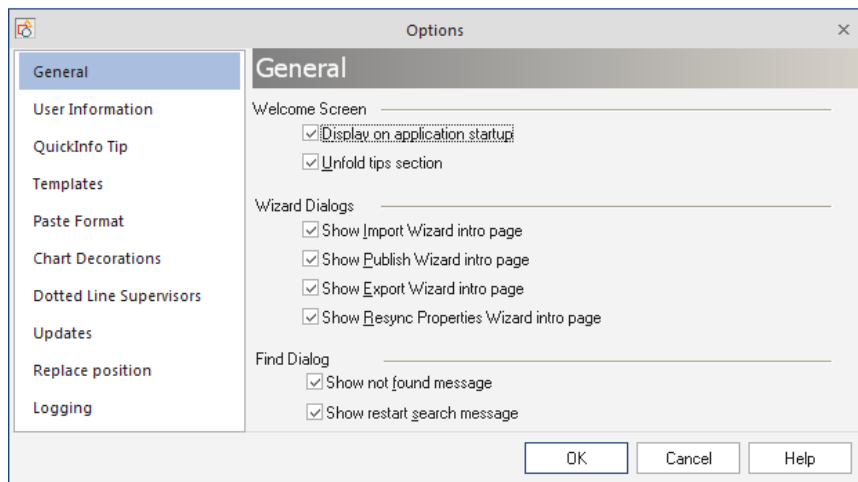 Options
General
User Information
QuickInfo Tip
Templates
Paste Format
Chart Decorations
Dotted Line Supervisors
Updates
Replace position
Logging
General
Welcome Screen
Display on application startup
Unfold tips section
Wizard Dialogs
Show Import Wizard intro page
Show Publish Wizard intro page
Show Export Wizard intro page
Show Resync Properties Wizard intro page
Find Dialog
Show not found message
Show restart search message
OK Cancel Help